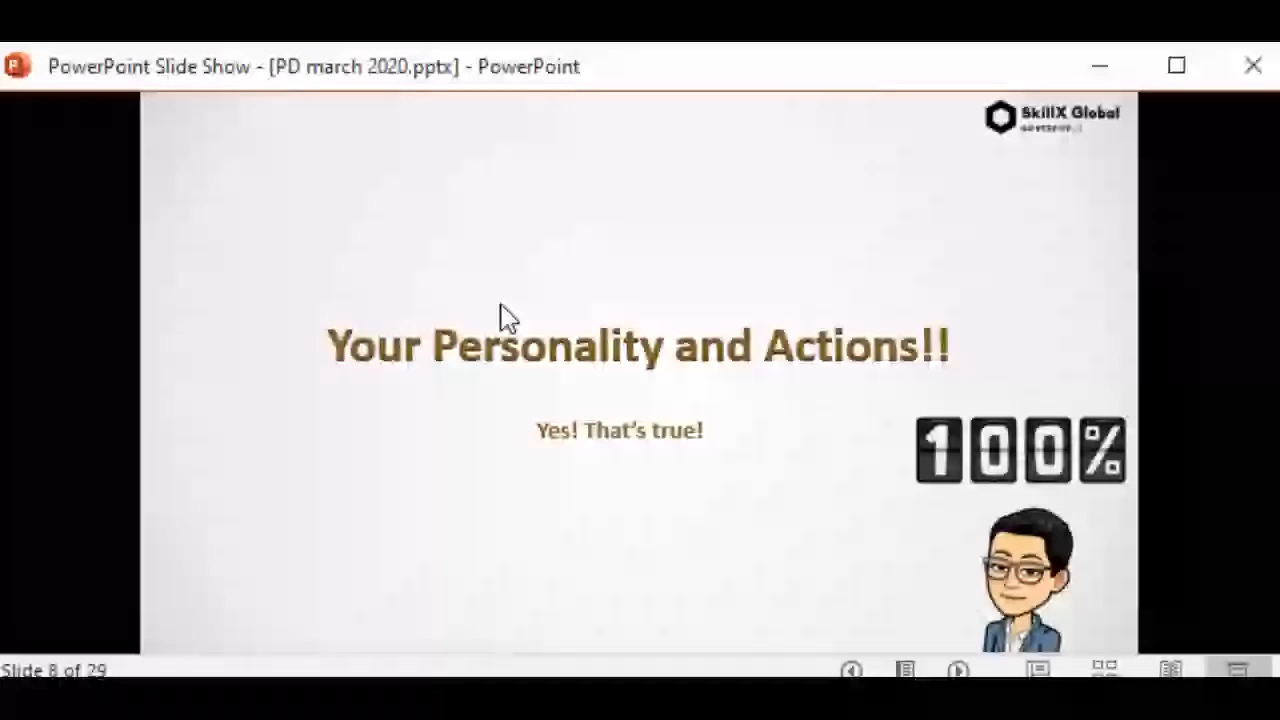 PowerPoint Slide Show - [PD march 2020.pptx] - PowerPoint
SkillX Global
Your Personality and Actions!!
Yes! That's true!
100%
Slide 8 of 29